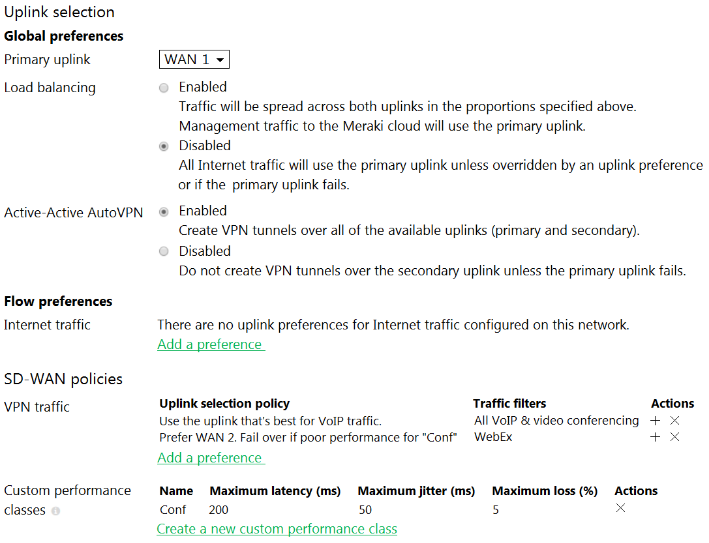 Uplink selection
Global preferences
Primary uplink WAN 1
Load balancing Enabled
Traffic will be spread across both uplinks in the proportions specified above.
Management traffic to the Meraki cloud will use the primary uplink.
Disabled
All Internet traffic will use the primary uplink unless overridden by an uplink preference
or if the primary uplink fails.
Active-Active AutoVPN Enabled
Create VPN tunnels over all of the available uplinks (primary and secondary).
Disabled
Do not create VPN tunnels over the secondary uplink unless the primary uplink fails.
Flow preferences
Internet traffic There are no uplink preferences for Internet traffic configured on this network.
Add a preference
SD-WAN policies
VPN traffic Uplink selection policy Traffic filters Actions
Use the uplink that's best for VoIP traffic. All VoIP & video conferencing + ×
Prefer WAN 2. Fail over if poor performance for "Conf" WebEx + ×
Add a preference
Custom performance Name Maximum latency (ms) Maximum jitter (ms) Maximum loss (%) Actions
classes i Conf 200 50 5 ×
Create a new custom performance class